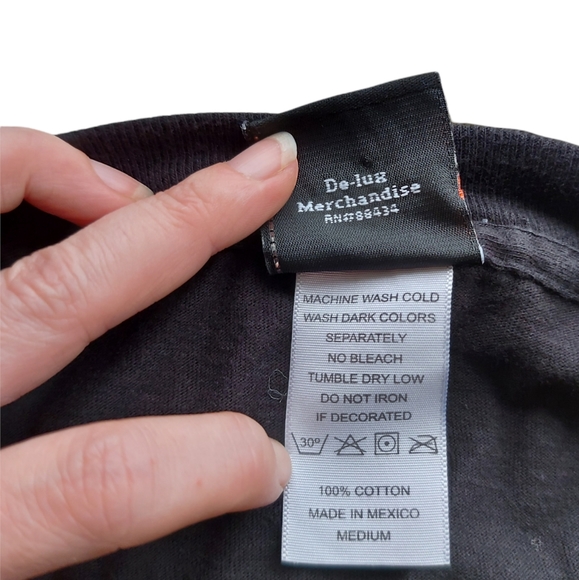 De-lux
Merchandise
RN#98434
MACHINE WASH COLD
WASH DARK COLORS
SEPARATELY
NO BLEACH
TUMBLE DRY LOW
DO NOT IRON
IF DECORATED
30°
100% COTTON
MADE IN MEXICO
MEDIUM